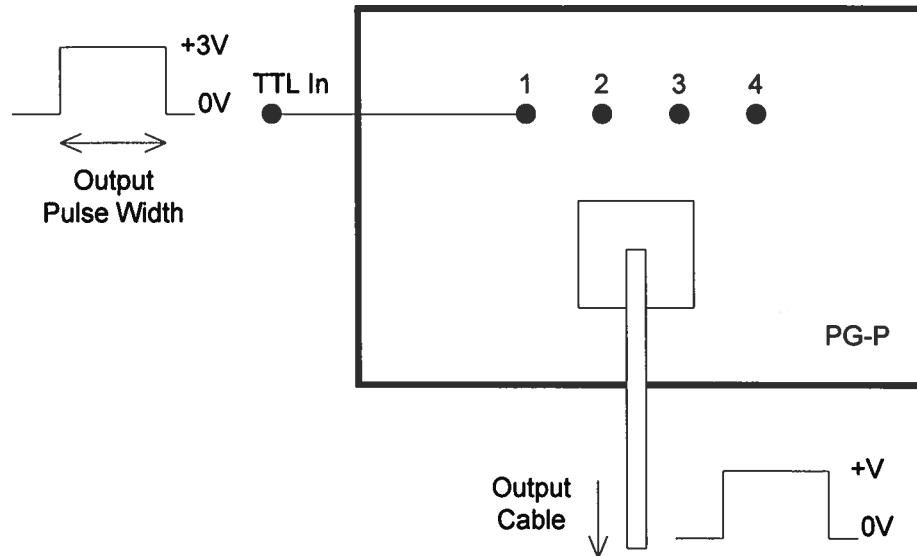 +3V
0V
TTL In
1 2 3 4
Output
Pulse Width
PG-P
Output
Cable
+V
0V